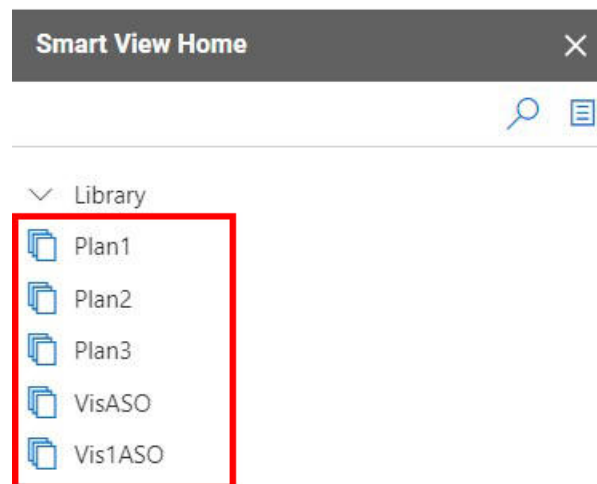 Smart View Home
Library
Plan1
Plan2
Plan3
VisASO
Vis1ASO